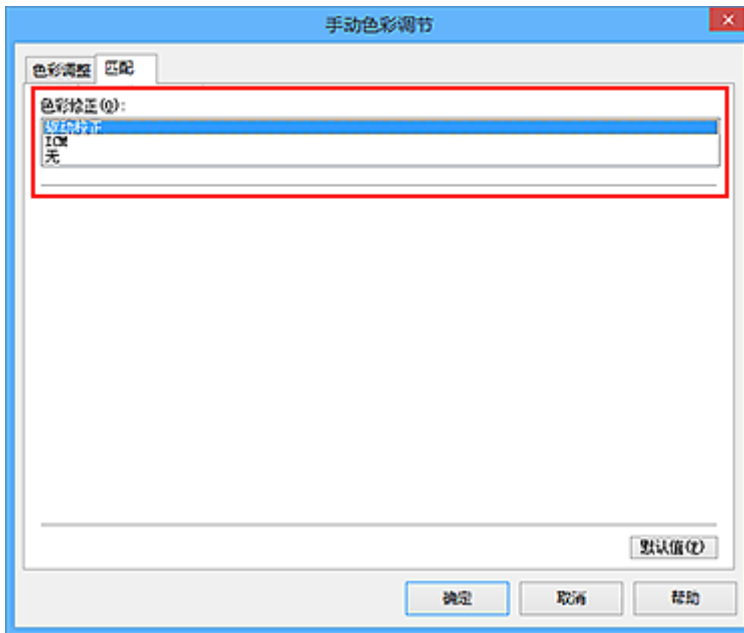 手动色彩调节
色彩调整 匹配
色彩修正(O):
驱动校正
ICM
无
默认值(Z)
确定 取消 帮助